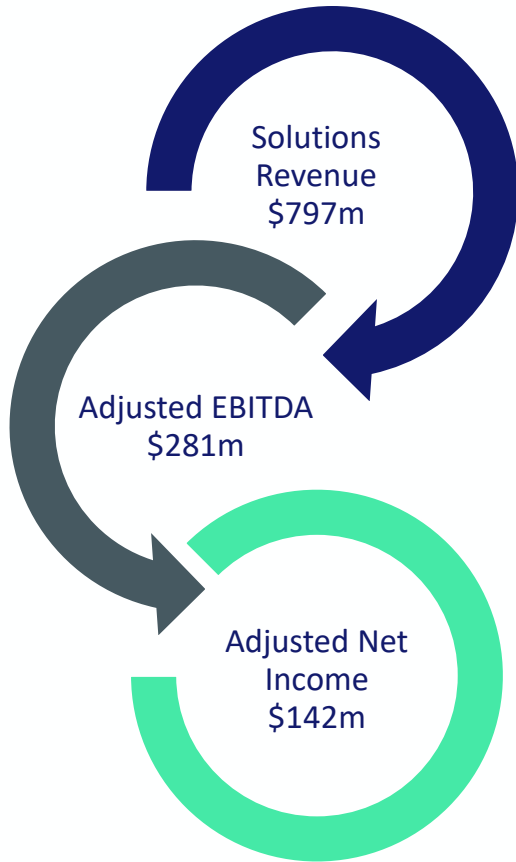 Solutions
Revenue
$797m
Adjusted EBITDA
$281m
Adjusted Net
Income
$142m